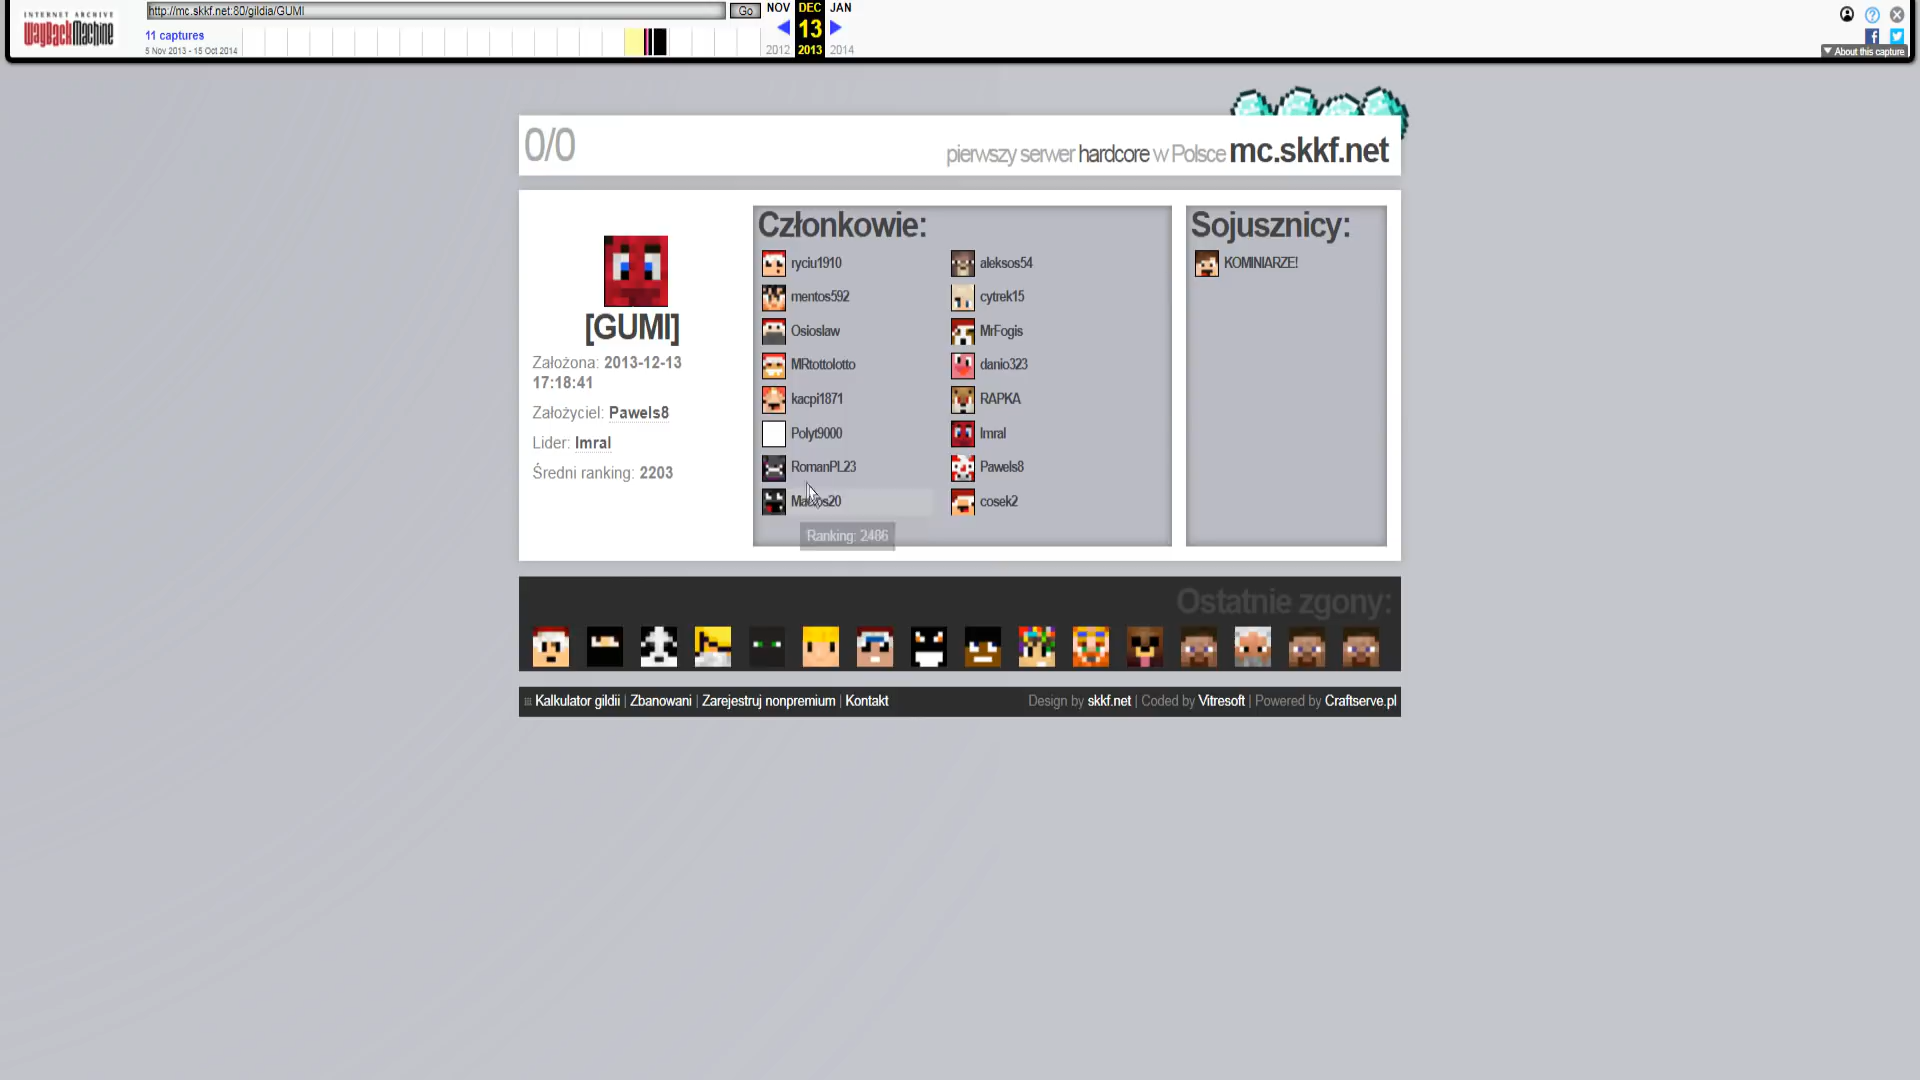 INTERNET ARCHIVE
WayBackMachine
http://mc.skkf.net:80/gildia/GUMI
Go
11 captures
5 Nov 2013 - 15 Oct 2014
NOV
DEC
JAN
13
2012
2013
2014
About this capture
0/0
pierwszy serwer hardcore w Polsce mc.skkf.net
[GUMI]
Założona: 2013-12-13
17:18:41
Założyciel: Pawels8
Lider: Imral
Średni ranking: 2203
Członkowie:
ryciu1910
aleksos54
mentos592
cytrek15
Osioslaw
MrFogis
MRtottolotto
danio323
kacpi1871
RAPKA
Polyt9000
Imral
RomanPL23
Pawels8
cosek2
Ranking: 2486
Sojusznicy:
KOMINIARZE!
Ostatnie zgony:
Kalkulator gildii | Zbanowani | Zarejestruj nonpremium | Kontakt
Design by skkf.net | Coded by Vitresoft | Powered by Craftserve.pl